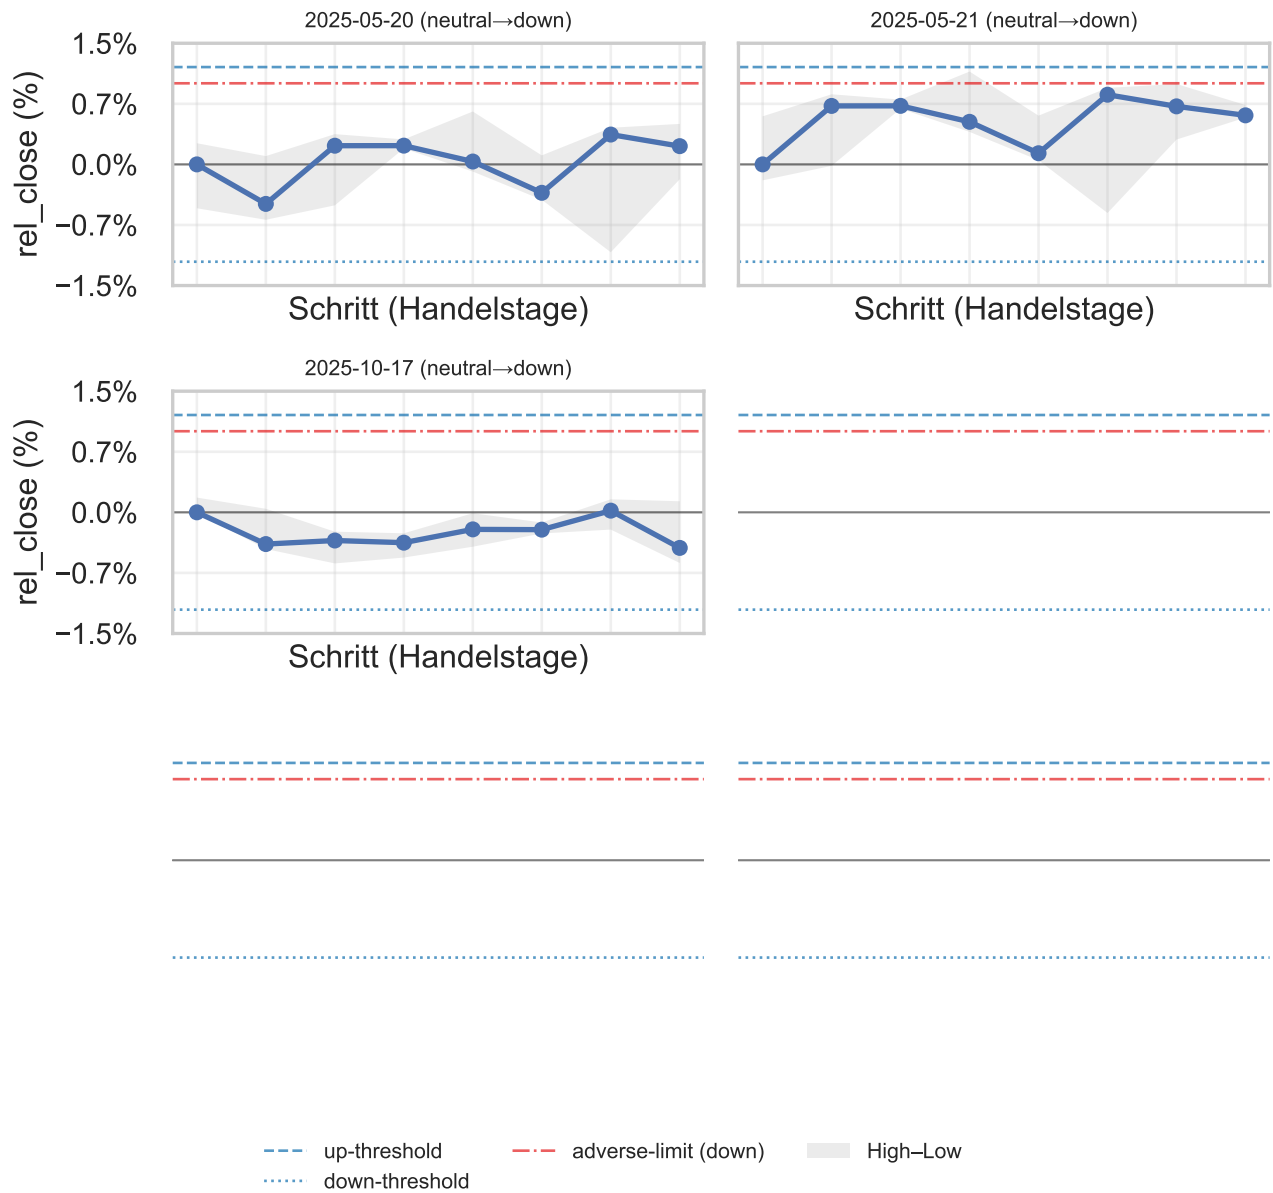 2025-05-20 (neutral→down)
2025-05-21 (neutral→down)
1.5%
0.7%
0.0%
−0.7%
−1.5%
rel_close (%)
Schritt (Handelstage)
Schritt (Handelstage)
2025-10-17 (neutral→down)
1.5%
0.7%
0.0%
−0.7%
−1.5%
rel_close (%)
Schritt (Handelstage)
up-threshold
down-threshold
adverse-limit (down)
High–Low